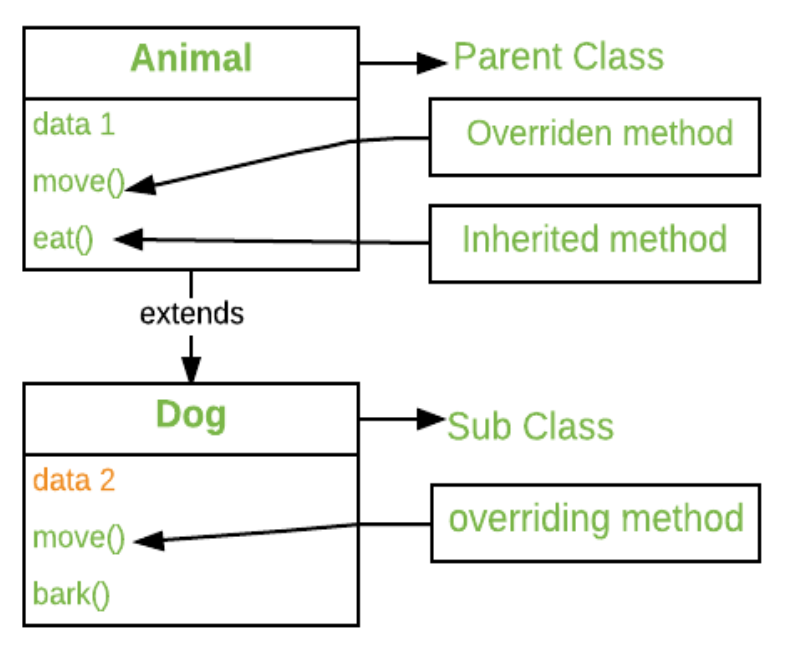 Animal
Parent Class
data 1
Overriden method
move()
eat()
Inherited method
extends
Dog
Sub Class
data 2
move()
overriding method
bark()